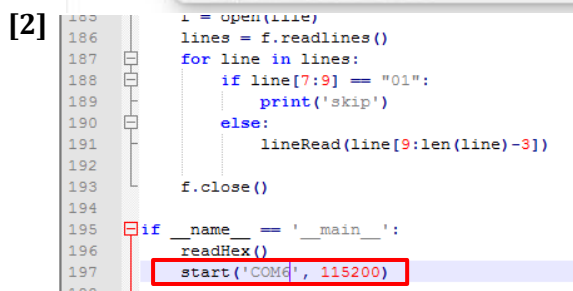 [2]
185 f = open(file)
186 lines = f.readlines()
187 for line in lines:
188 if line[7:9] == "01":
189 print('skip')
190 else:
191 lineRead(line[9:len(line)-3])
192
193 f.close()
194
195 if __name__ == '__main__':
196 readHex()
197 start('COM6', 115200)